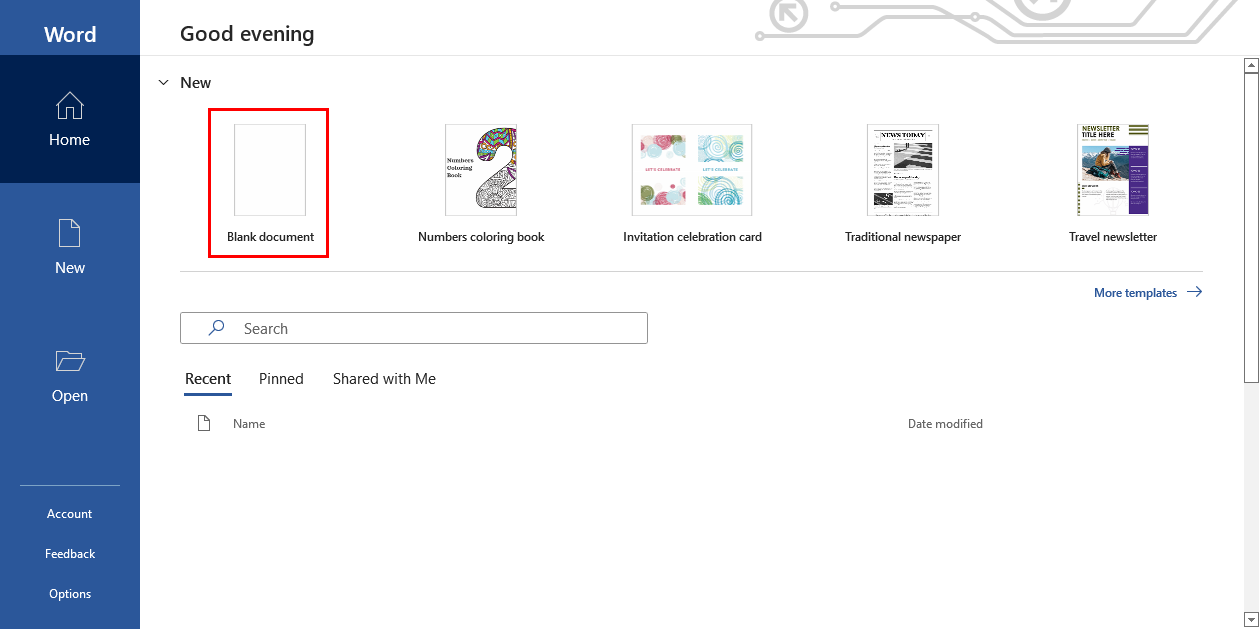 Word
Good evening
Home
New
Open
Account
Feedback
Options
New
Numbers
Coloring
Book
LET'S CELEBRATE
LET'S CELEBRATE
NEWS TODAY
NEWSLETTER
TITLE HERE
Blank document
Numbers coloring book
Invitation celebration card
Traditional newspaper
Travel newsletter
More templates
Search
Recent Pinned Shared with Me
Name Date modified